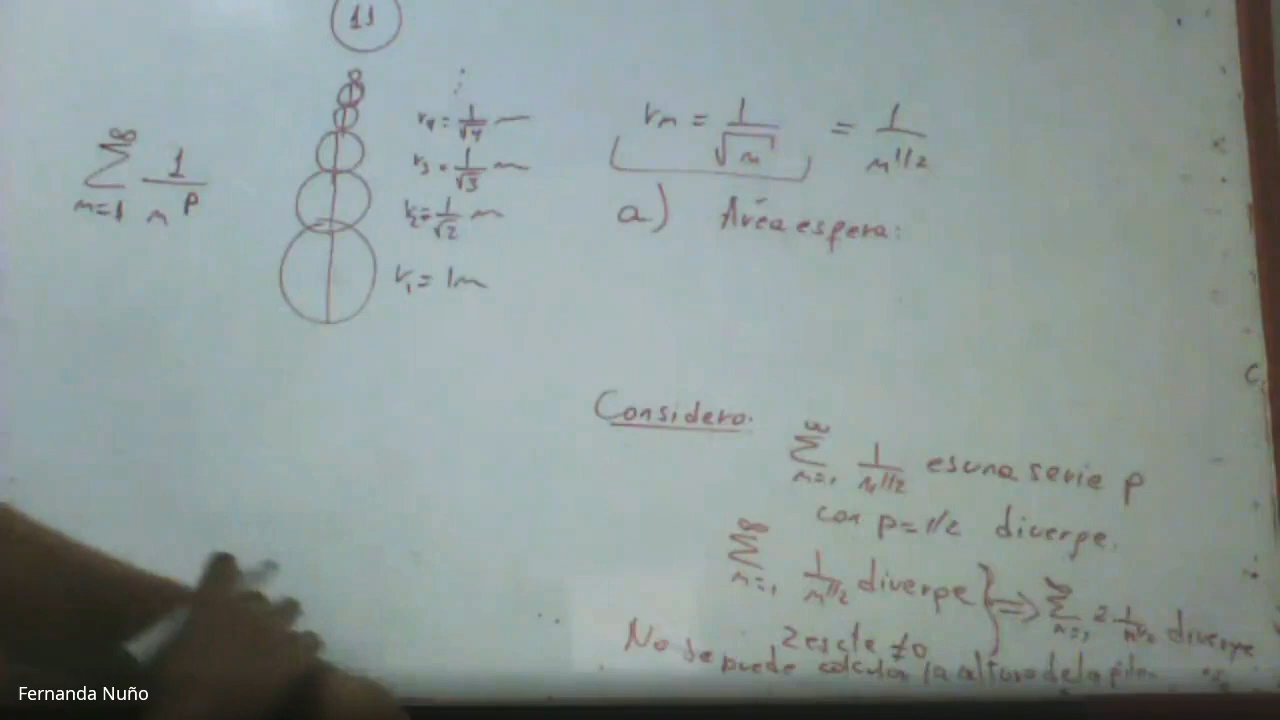 11
∑ n=1 ∞ 1/n^p
⋮
r4 = 1/√4 m
r3 = 1/√3 m
r2 = 1/√2 m
r1 = 1m
rn = 1/√n = 1/n^1/2
a) Área espera:
Considero.
∑ n=1 ∞ 1/n^1/2 es una serie p
con p=1/2 diverge.
∑ n=1 ∞ 1/n^1/2 diverge } ⇒ ∑ n=1 ∞ 2 1/n^1/2 diverge
2 es cte ≠0
No se puede calcular la altura de la pila
Fernanda Nuño